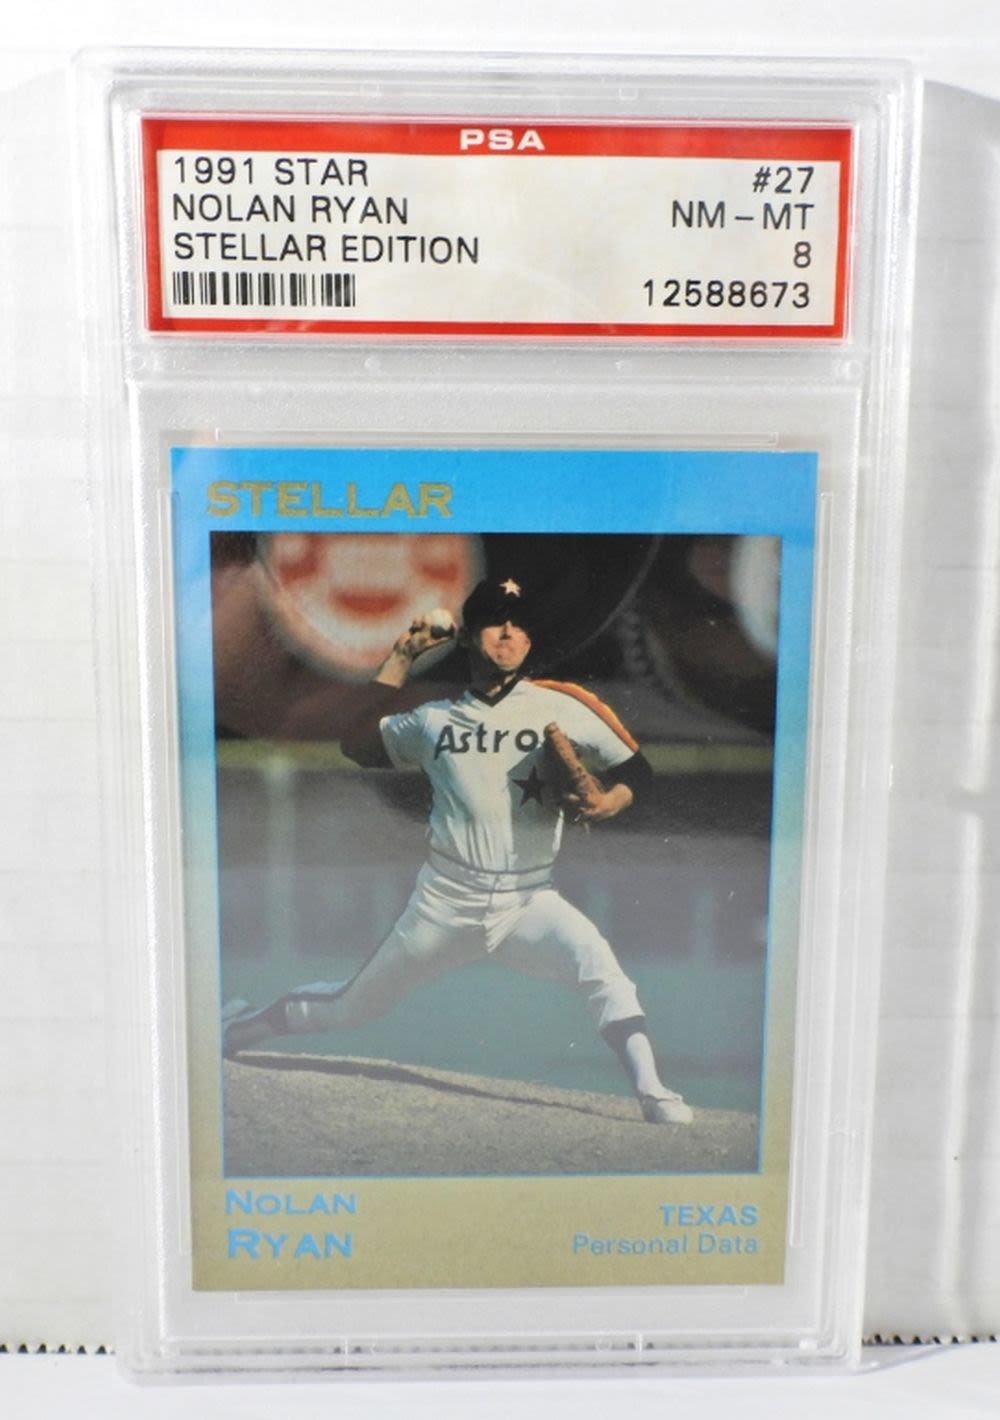 PSA
1991 STAR #27
NOLAN RYAN NM - MT
STELLAR EDITION 8
12588673
STELLAR
Astros
NOLAN
RYAN
TEXAS
Personal Data